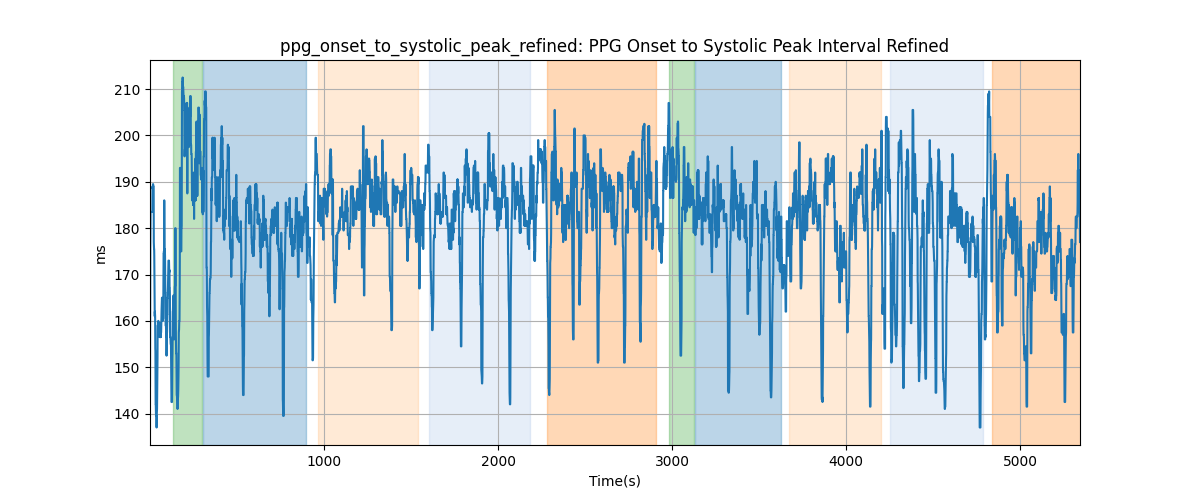 ppg_onset_to_systolic_peak_refined: PPG Onset to Systolic Peak Interval Refined
210
200
190
180
170
160
150
140
ms
1000 2000 3000 4000 5000
Time(s)